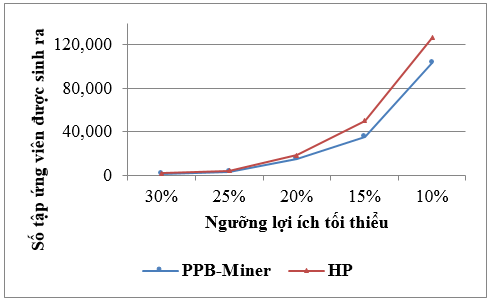 Số tập ứng viên được sinh ra
120,000
80,000
40,000
0
30% 25% 20% 15% 10%
Ngưỡng lợi ích tối thiểu
PPB-Miner HP